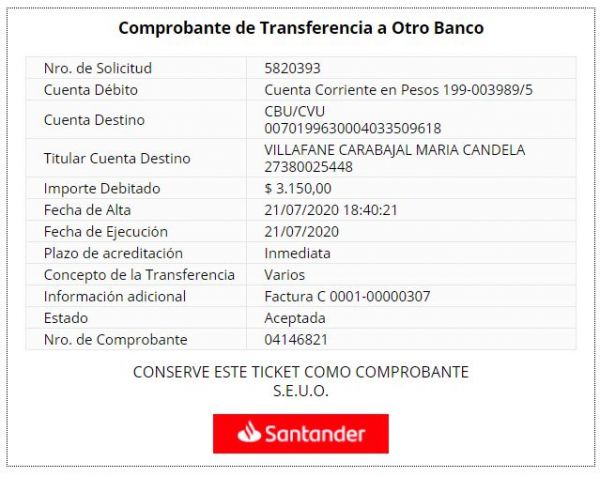 Comprobante de Transferencia a Otro Banco
Nro. de Solicitud 5820393
Cuenta Débito Cuenta Corriente en Pesos 199-003989/5
Cuenta Destino CBU/CVU
0070199630004033509618
Titular Cuenta Destino VILLAFANE CARABAJAL MARIA CANDELA
27380025448
Importe Debitado $ 3.150,00
Fecha de Alta 21/07/2020 18:40:21
Fecha de Ejecución 21/07/2020
Plazo de acreditación Inmediata
Concepto de la Transferencia Varios
Información adicional Factura C 0001-00000307
Estado Aceptada
Nro. de Comprobante 04146821
CONSERVE ESTE TICKET COMO COMPROBANTE
S.E.U.O.
Santander